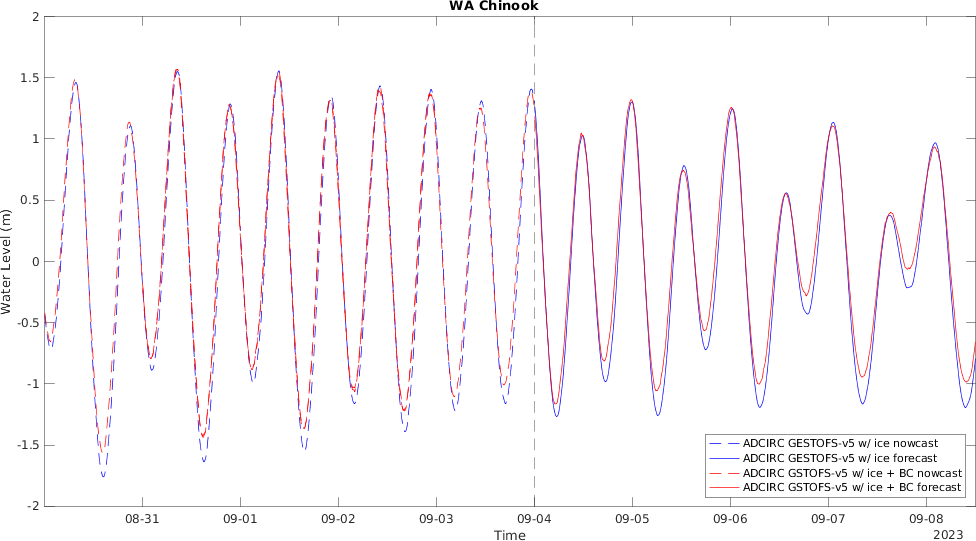 WA Chinook
2
1.5
1
0.5
0
-0.5
-1
-1.5
-2
Water Level (m)
08-31
09-01
09-02
09-03
09-04
09-05
09-06
09-07
09-08
Time
2023
ADCIRC GESTOFS-v5 w/ ice nowcast
ADCIRC GESTOFS-v5 w/ ice forecast
ADCIRC GSTOFS-v5 w/ ice + BC nowcast
ADCIRC GSTOFS-v5 w/ ice + BC forecast